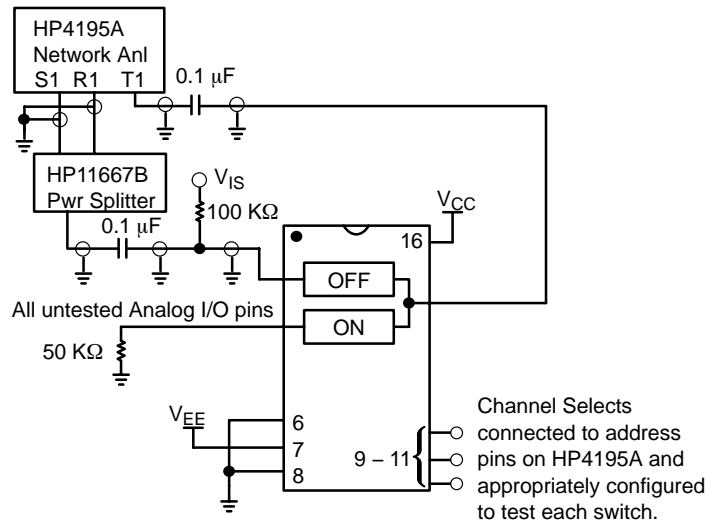 HP4195A
Network Anl
S1 R1 T1
0.1 μF
HP11667B
Pwr Splitter
V_IS
100 KΩ
0.1 μF
V_CC
16
OFF
All untested Analog I/O pins
ON
50 KΩ
V_EE
6
7
8
9 – 11
Channel Selects
connected to address
pins on HP4195A and
appropriately configured
to test each switch.